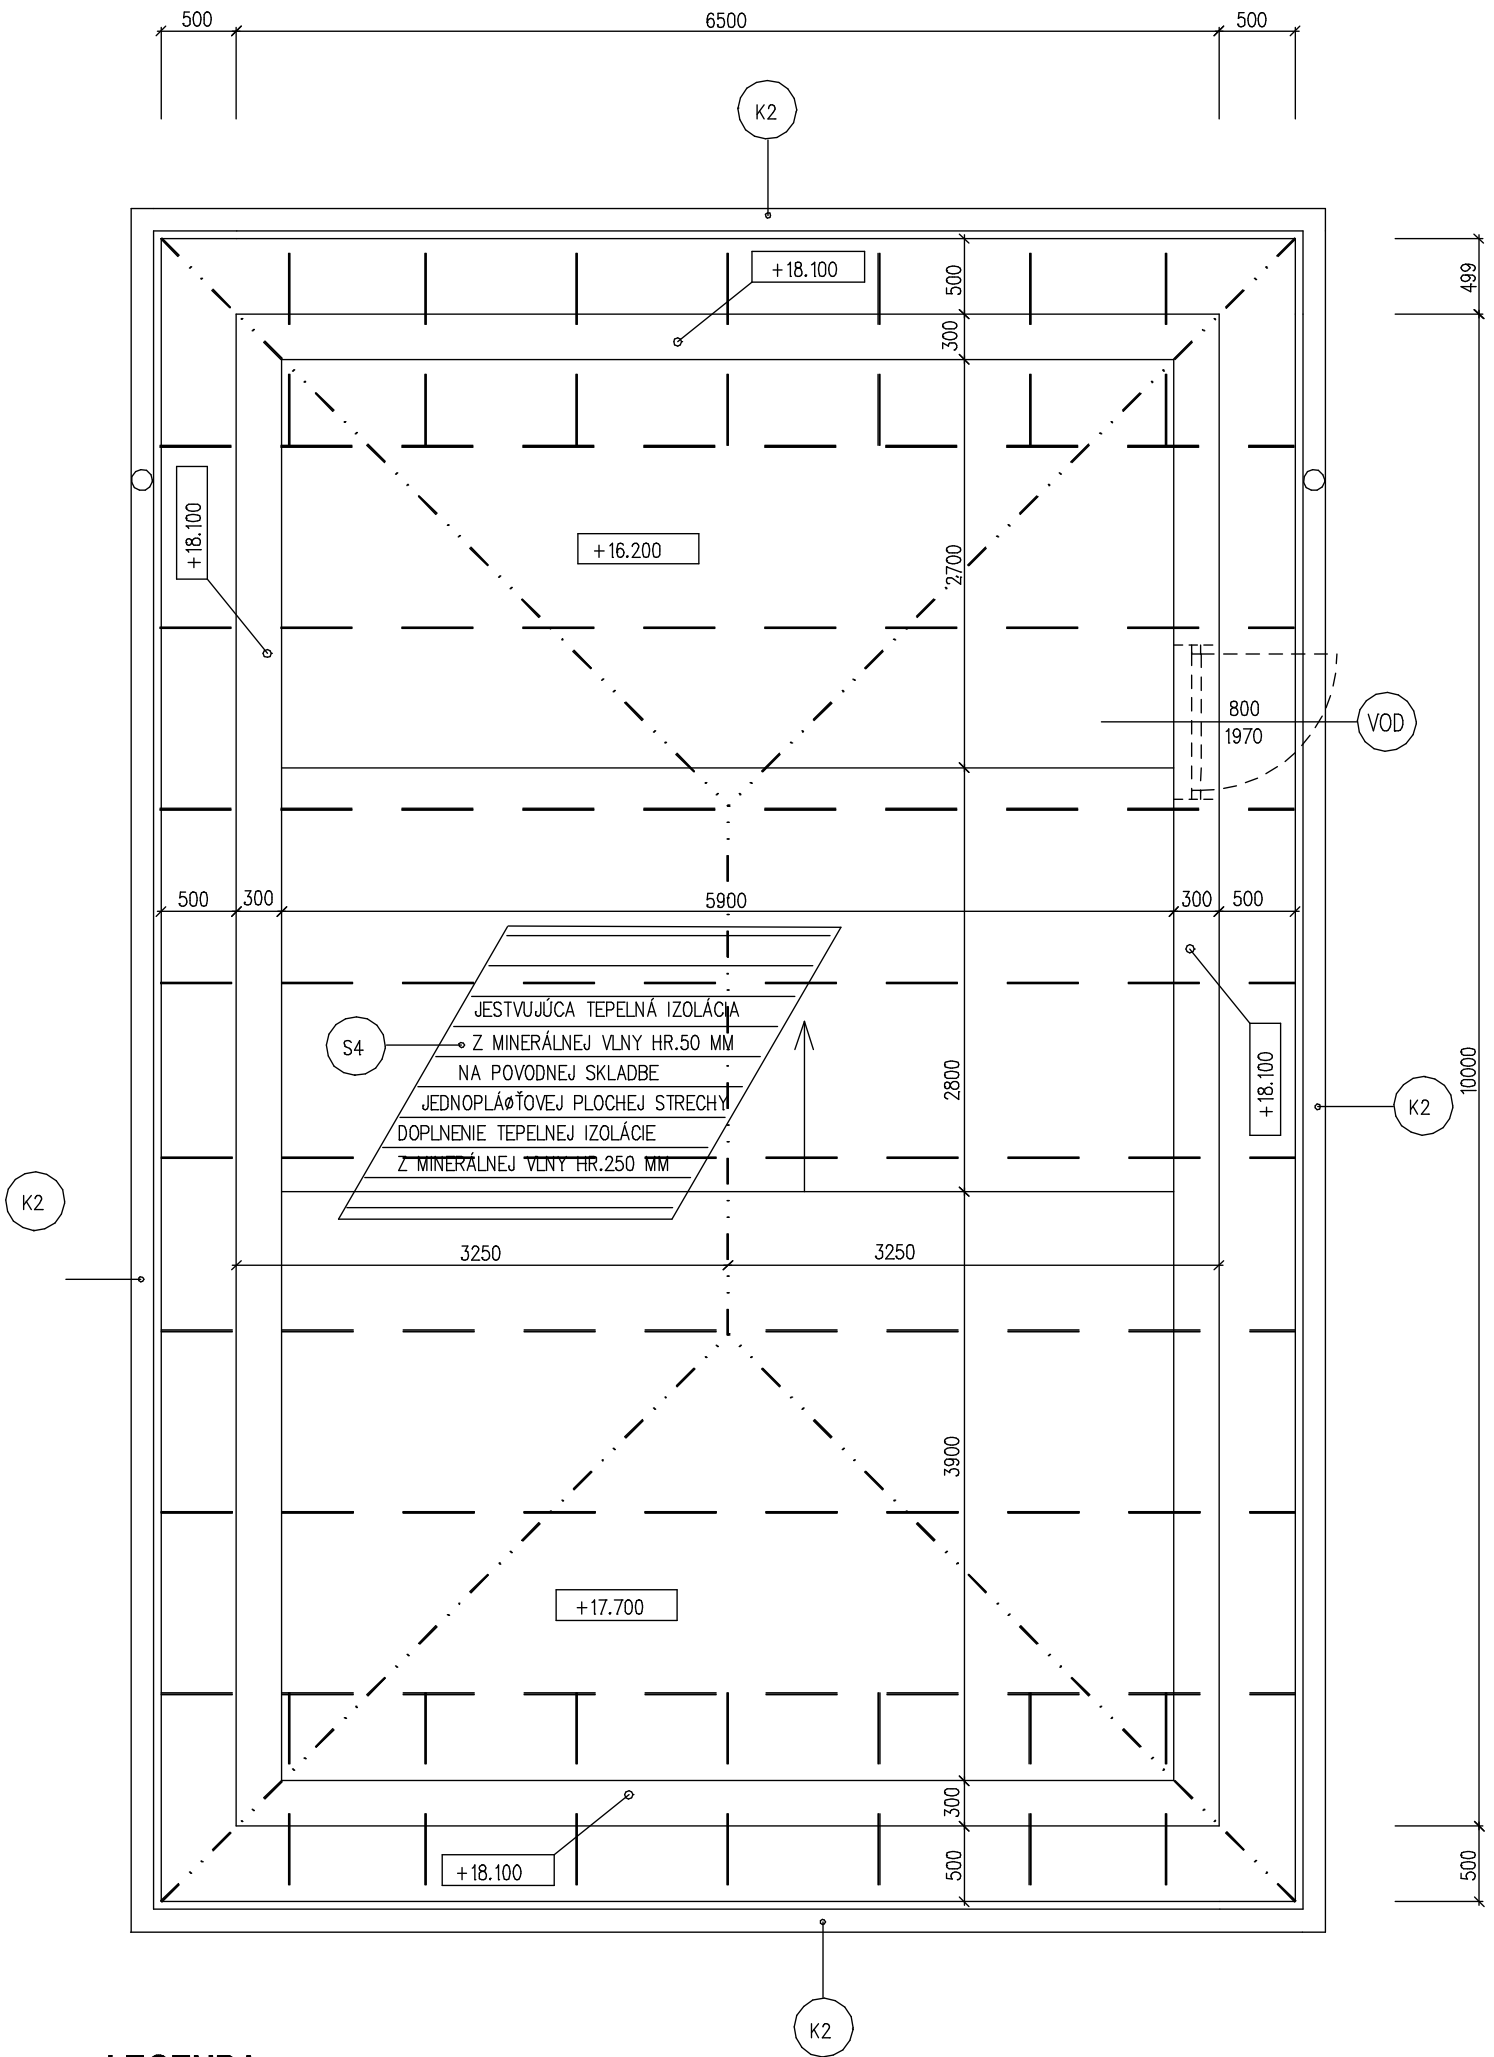 500
6500
500
K2
+18.100
500
499
300
+18.100
+16.200
2700
800
1970
VOD
500
300
5900
300
500
JESTVUJÚCA TEPELNÁ IZOLÁCIA
S4
Z MINERÁLNEJ VLNY HR.50 MM
NA POVODNEJ SKLADBE
JEDNOPLÁØŤOVEJ PLOCHEJ STRECHY
DOPLNENIE TEPELNEJ IZOLÁCIE
Z MINERÁLNEJ VLNY HR.250 MM
2800
+18.100
10000
K2
K2
3250
3250
3900
+17.700
300
+18.100
500
500
K2